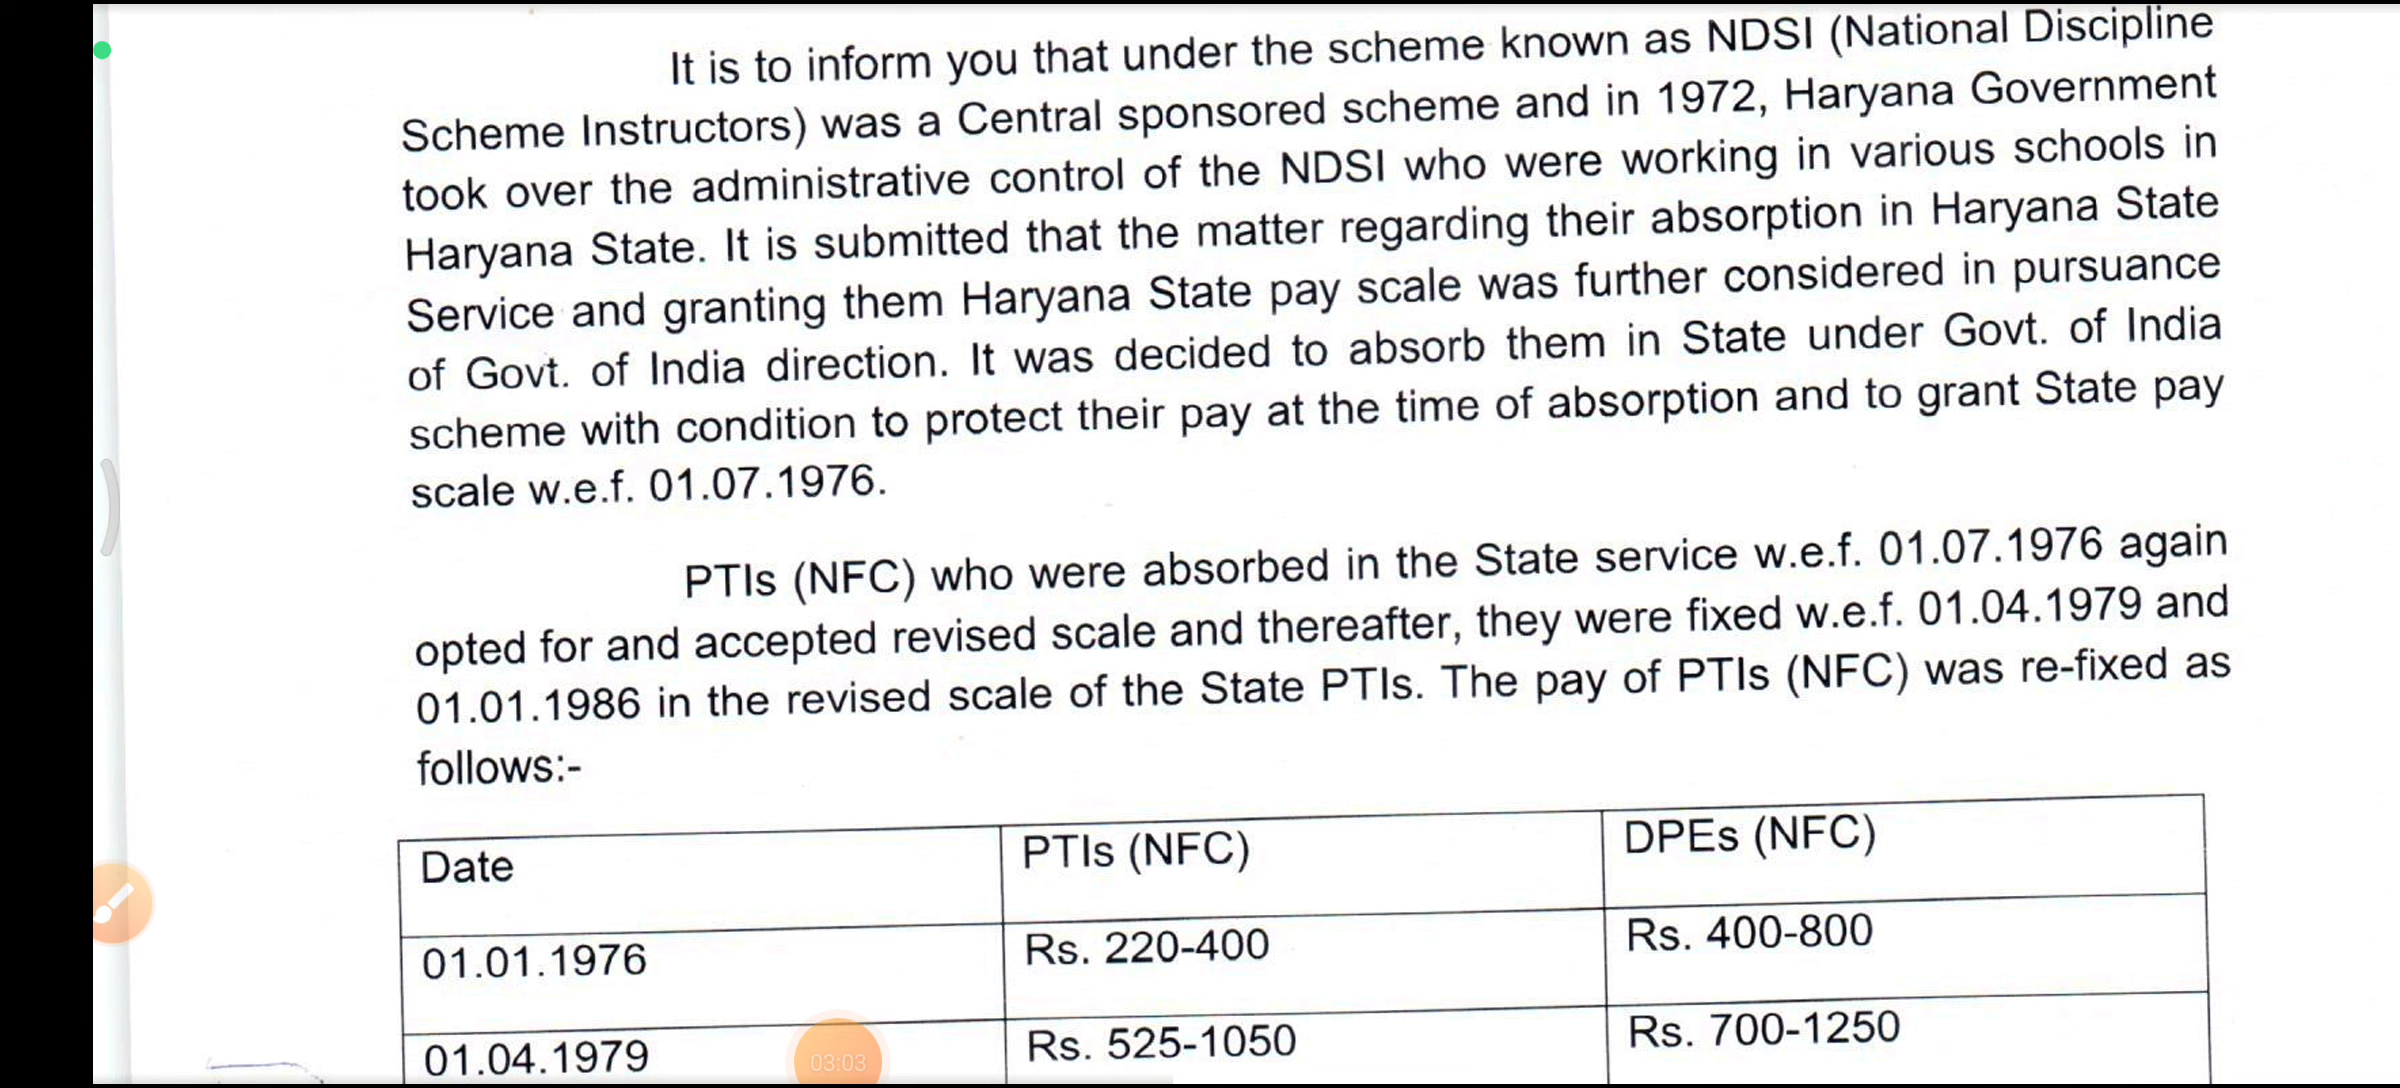 It is to inform you that under the scheme known as NDSI (National Discipline
Scheme Instructors) was a Central sponsored scheme and in 1972, Haryana Government
took over the administrative control of the NDSI who were working in various schools in
Haryana State. It is submitted that the matter regarding their absorption in Haryana State
Service and granting them Haryana State pay scale was further considered in pursuance
of Govt. of India direction. It was decided to absorb them in State under Govt. of India
scheme with condition to protect their pay at the time of absorption and to grant State pay
scale w.e.f. 01.07.1976.
PTIs (NFC) who were absorbed in the State service w.e.f. 01.07.1976 again
opted for and accepted revised scale and thereafter, they were fixed w.e.f. 01.04.1979 and
01.01.1986 in the revised scale of the State PTIs. The pay of PTIs (NFC) was re-fixed as
follows:-
Date PTIs (NFC) DPEs (NFC)
01.01.1976 Rs. 220-400 Rs. 400-800
01.04.1979 Rs. 525-1050 Rs. 700-1250
03:03